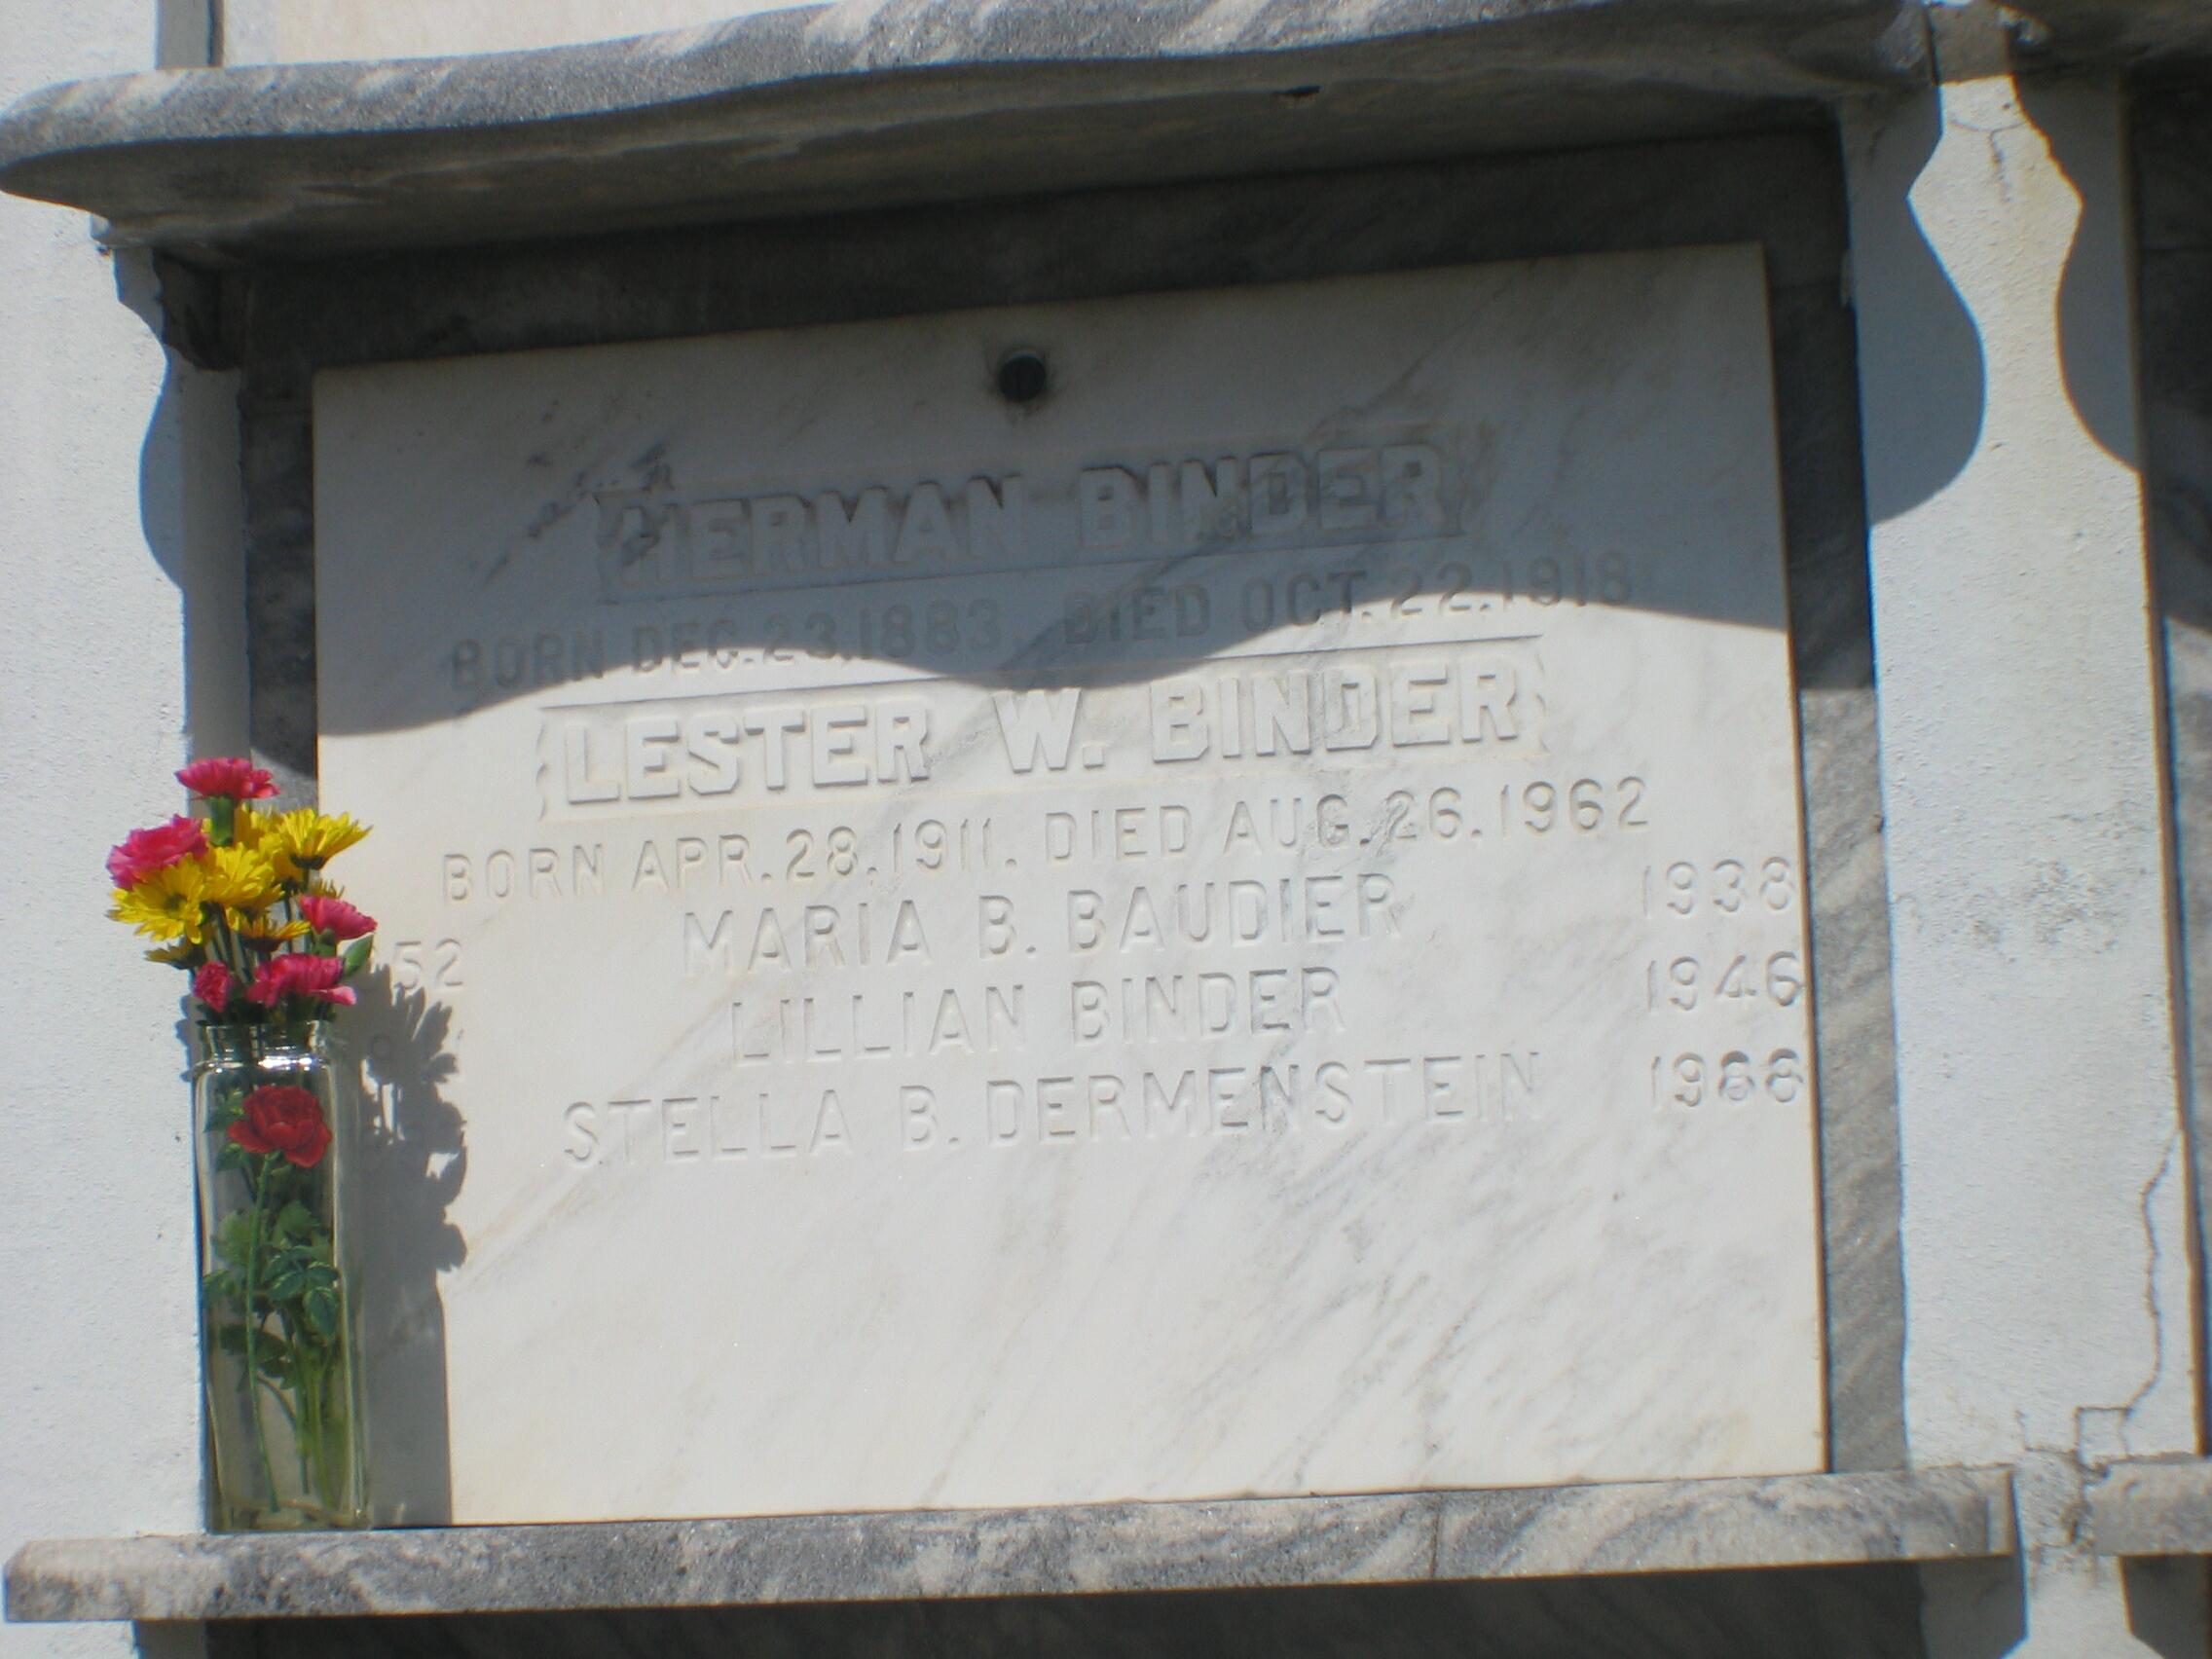 HERMAN BINDER
BORN DEC. 23, 1883. DIED OCT. 22, 1918
LESTER W. BINDER
BORN APR. 28, 1911. DIED AUG. 26, 1962
52 MARIA B. BAUDIER 1938
LILLIAN BINDER 1946
STELLA B. DERMENSTEIN 1988